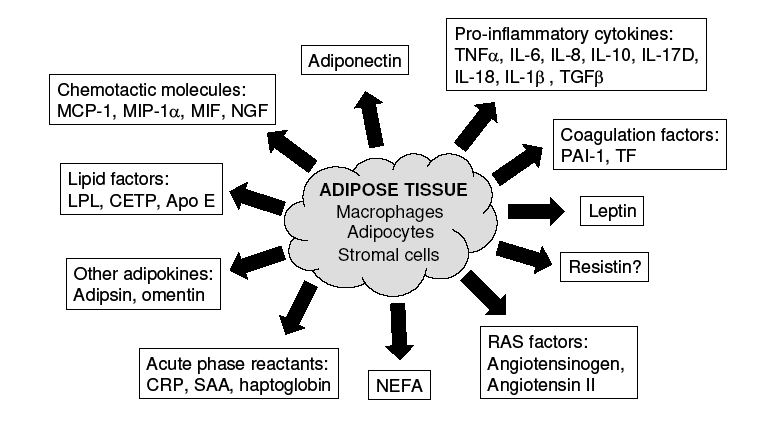 Pro-inflammatory cytokines:
TNFα, IL-6, IL-8, IL-10, IL-17D,
IL-18, IL-1β , TGFβ
Adiponectin
Chemotactic molecules:
MCP-1, MIP-1α, MIF, NGF
Coagulation factors:
PAI-1, TF
Lipid factors:
LPL, CETP, Apo E
ADIPOSE TISSUE
Macrophages
Adipocytes
Stromal cells
Leptin
Resistin?
Other adipokines:
Adipsin, omentin
RAS factors:
Angiotensinogen,
Angiotensin II
Acute phase reactants:
CRP, SAA, haptoglobin
NEFA